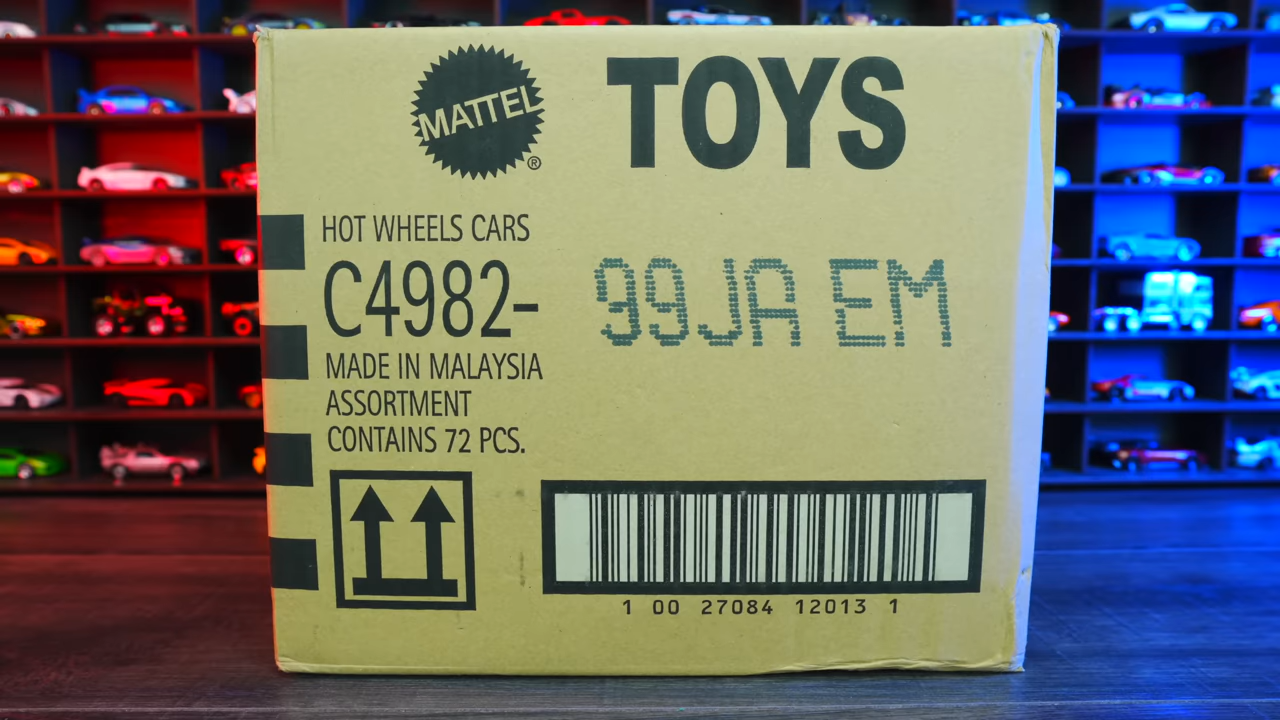 MATTEL ®
TOYS
HOT WHEELS CARS
C4982-
99JA EM
MADE IN MALAYSIA
ASSORTMENT
CONTAINS 72 PCS.
1 00 27084 12013 1